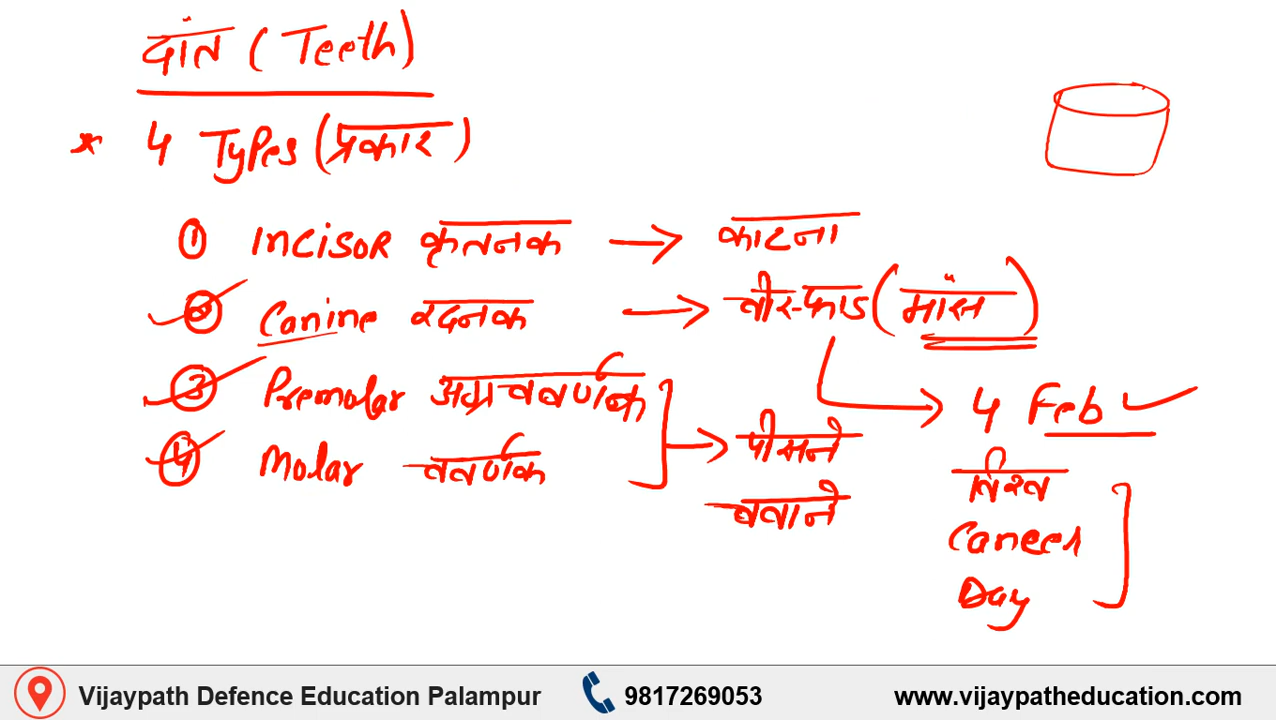 दाँत (Teeth)
* 4 Types (प्रकार)
① Incisor कृतनक → काटना
② Canine रदनक → चीर-फाड (माँस)
③ Premolar अग्रचवर्णक
④ Molar चवर्णक → पीसने
चबाने
4 Feb
विश्व
Cancer
Day
Vijaypath Defence Education Palampur 9817269053 www.vijaypatheducation.com